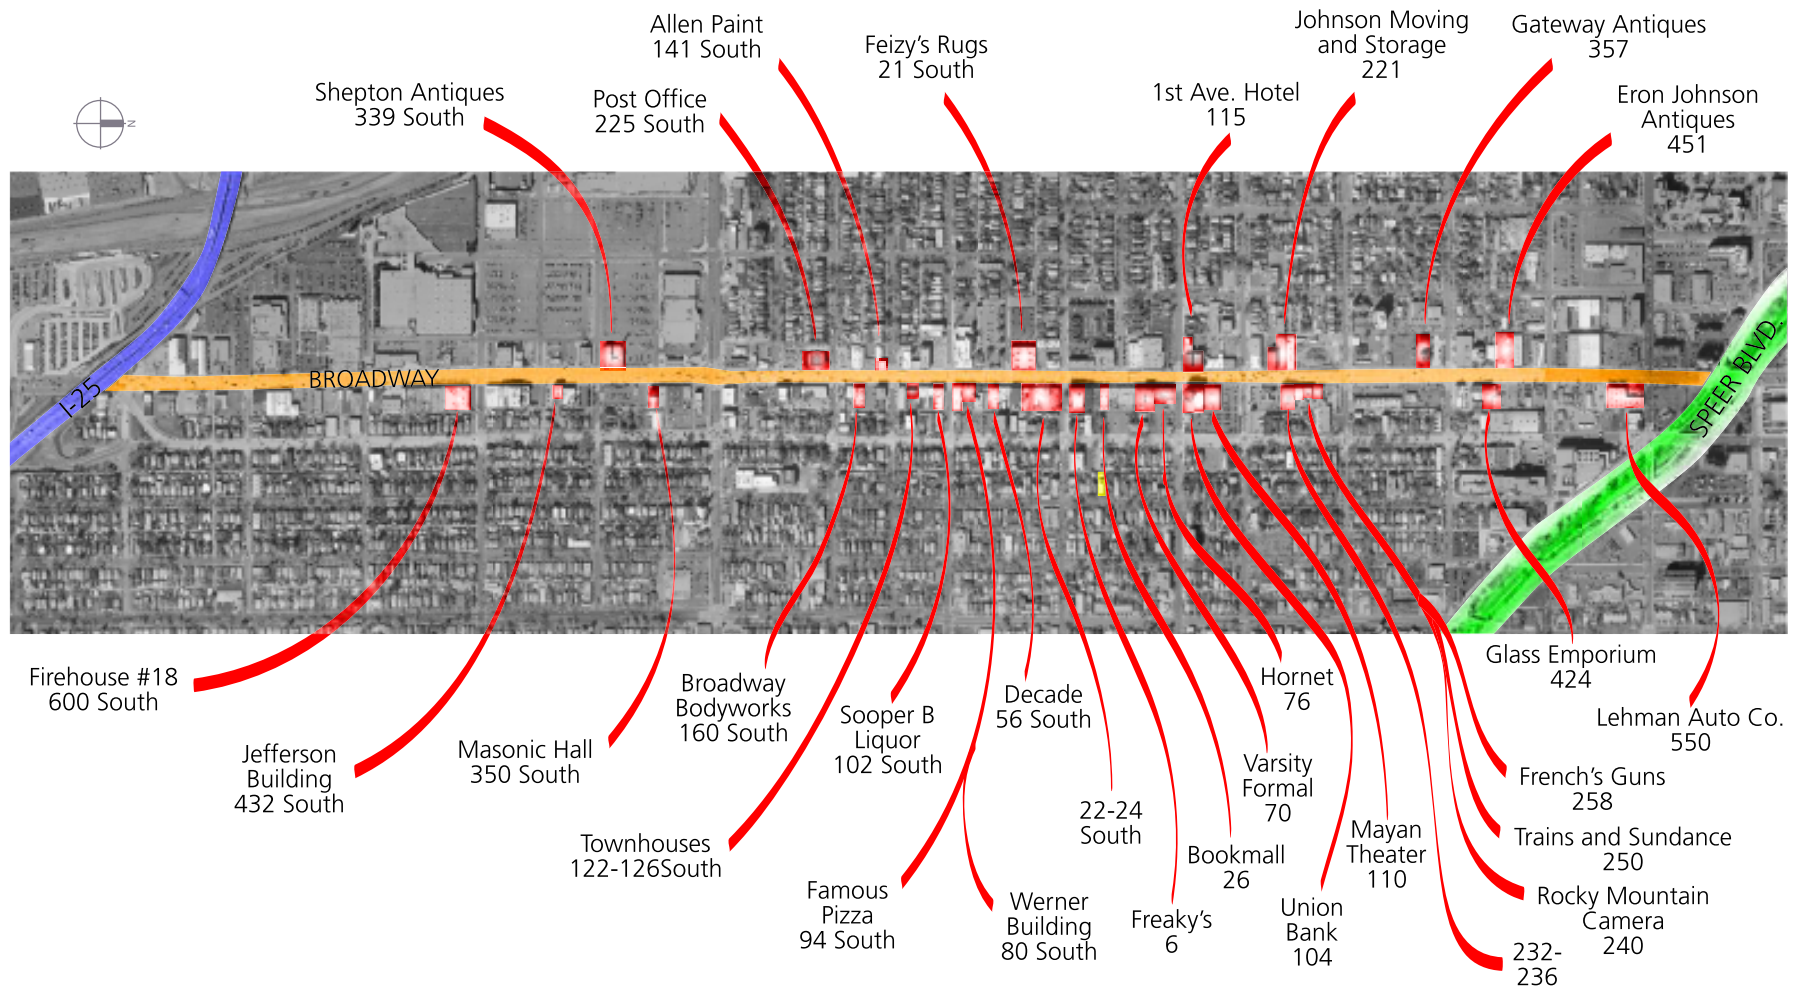 Allen Paint
141 South
Feizy's Rugs
21 South
Johnson Moving
and Storage
221
Gateway Antiques
357
Shepton Antiques
339 South
Post Office
225 South
1st Ave. Hotel
115
Eron Johnson
Antiques
451
N
I-25
BROADWAY
SPEER BLVD.
Firehouse #18
600 South
Jefferson
Building
432 South
Masonic Hall
350 South
Broadway
Bodyworks
160 South
Townhouses
122-126South
Sooper B
Liquor
102 South
Famous
Pizza
94 South
Werner
Building
80 South
Decade
56 South
22-24
South
Freaky's
6
Bookmall
26
Varsity
Formal
70
Hornet
76
Union
Bank
104
Mayan
Theater
110
232-
236
Rocky Mountain
Camera
240
Trains and Sundance
250
French's Guns
258
Glass Emporium
424
Lehman Auto Co.
550